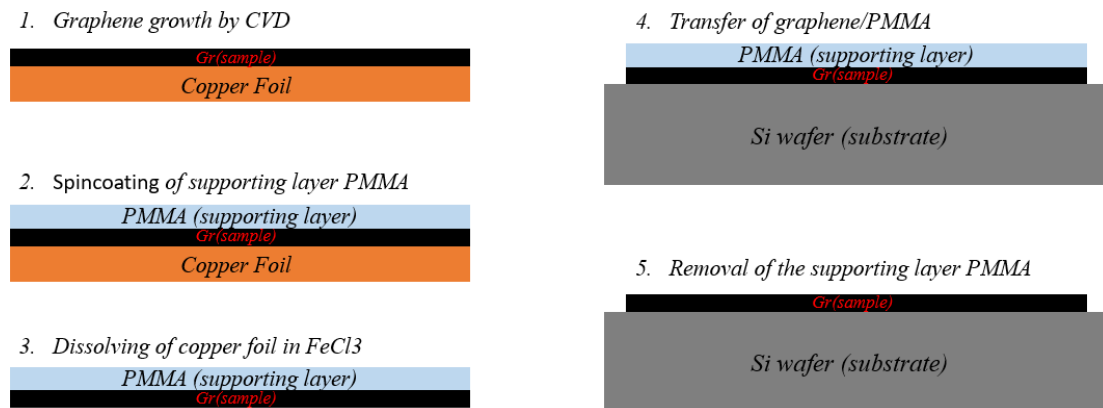 1. Graphene growth by CVD
Gr(sample)
Copper Foil
2. Spincoating of supporting layer PMMA
PMMA (supporting layer)
Gr(sample)
Copper Foil
3. Dissolving of copper foil in FeCl3
PMMA (supporting layer)
Gr(sample)
4. Transfer of graphene/PMMA
PMMA (supporting layer)
Gr(sample)
Si wafer (substrate)
5. Removal of the supporting layer PMMA
Gr(sample)
Si wafer (substrate)